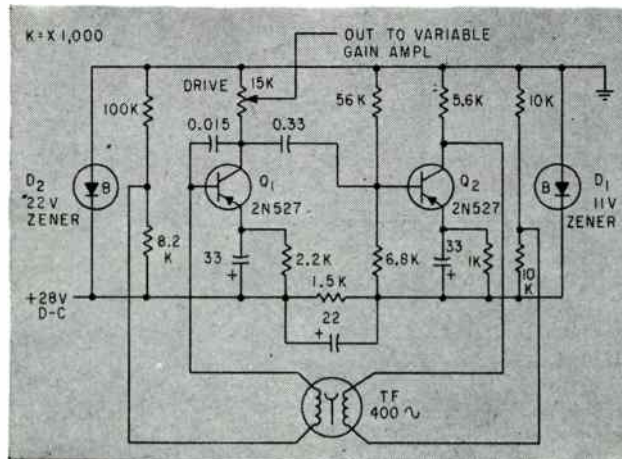 K = X 1,000
OUT TO VARIABLE
GAIN AMPL
DRIVE
15K
100K
56K
5.6K
10K
0.015
0.33
D2
22 V
ZENER
B
Q1
2N527
Q2
2N527
B
D1
11V
ZENER
8.2
K
33
+
2.2K
6.8K
33
+
1K
10
K
1.5K
+28V
D-C
22
+
TF
400 ~